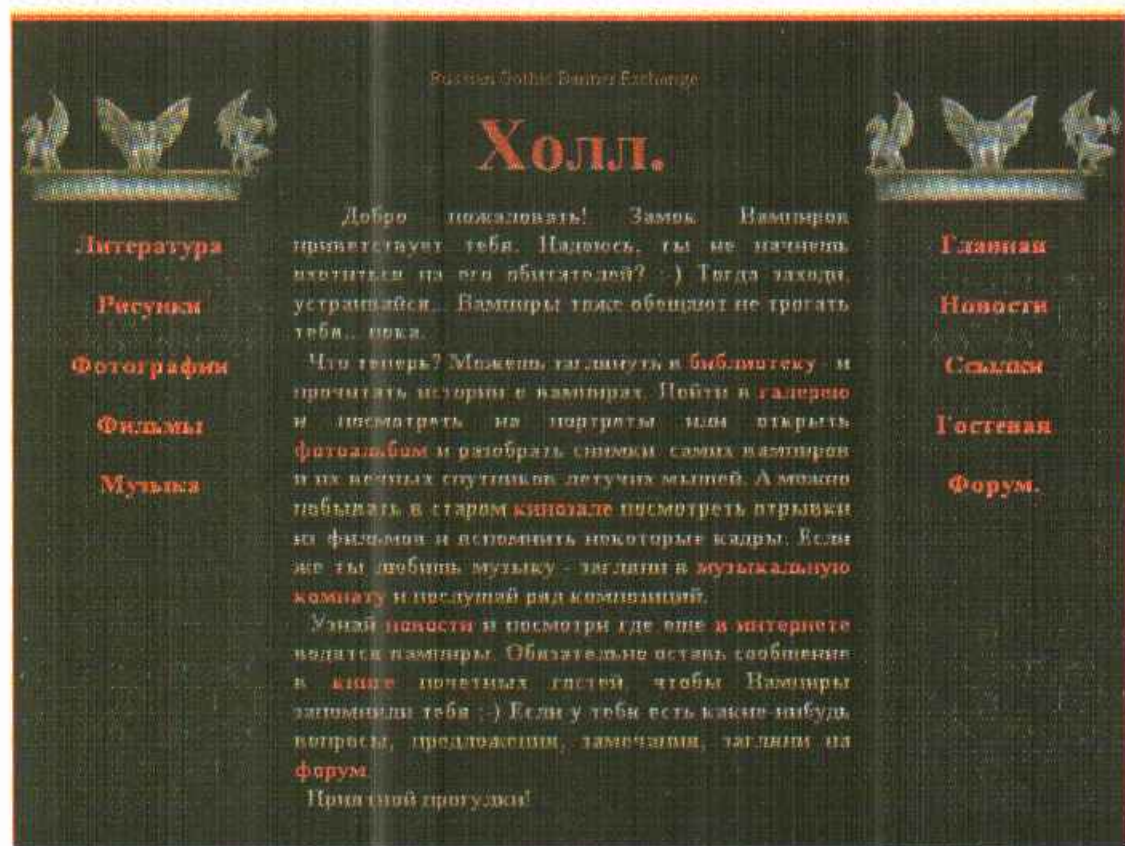 Russian Gothic Banner Exchange
Холл.
Литература
Рисунки
Фотографии
Фильмы
Музыка
Добро пожаловать! Замок Вампиров
приветствует тебя. Надеюсь, ты не начнешь
охотиться на его обитателей? :) Тогда заходи,
устраивайся... Вампиры тоже обещают не трогать
тебя... пока.
Что теперь? Можешь заглянуть в библиотеку и
прочитать истории о вампирах. Пойти в галерею
и посмотреть на портреты или открыть
фотоальбом и разобрать снимки самих вампиров
и их вечных спутников летучих мышей. А можно
побывать в старом кинозале посмотреть отрывки
из фильмов и вспомнить некоторые кадры. Если
же ты любишь музыку - загляни в музыкальную
комнату и послушай ряд композиций.
Узнай новости и посмотри где еще в интернете
водятся вампиры. Обязательно оставь сообщение
в книге почетных гостей чтобы Вампиры
запомнили тебя ;-) Если у тебя есть какие-нибудь
вопросы, предложения, замечания, загляни на
форум.
Приятной прогулки!
Главная
Новости
Ссылки
Гостевая
Форум.